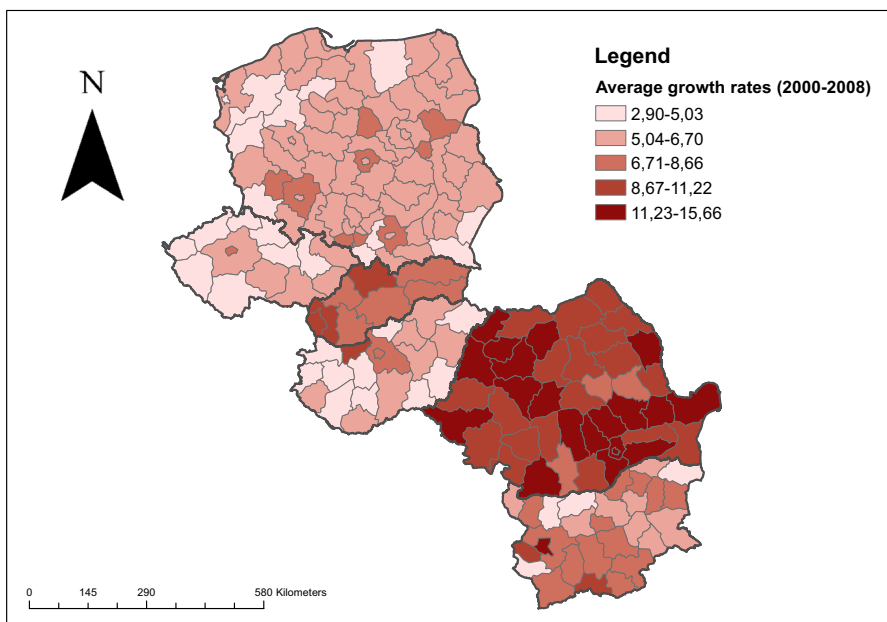 N
Legend
Average growth rates (2000-2008)
2,90-5,03
5,04-6,70
6,71-8,66
8,67-11,22
11,23-15,66
0 145 290 580 Kilometers